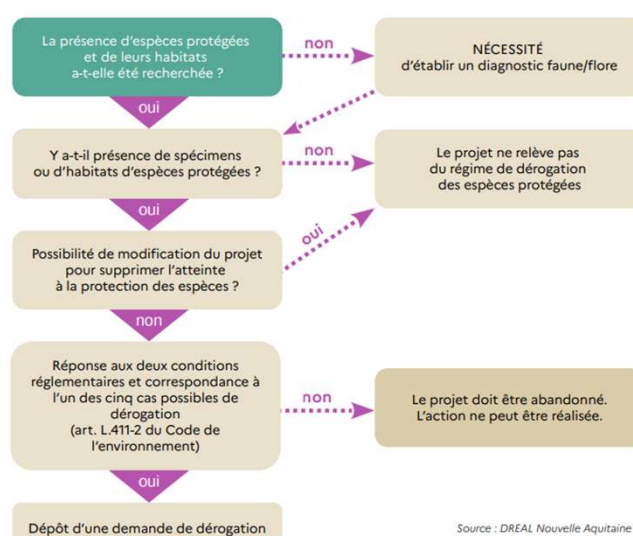 La présence d'espèces protégées
et de leurs habitats
a-t-elle été recherchée ?
non
NÉCESSITÉ
d'établir un diagnostic faune/flore
oui
Y a-t-il présence de spécimens
ou d'habitats d'espèces protégées ?
non
Le projet ne relève pas
du régime de dérogation
des espèces protégées
oui
Possibilité de modification du projet
pour supprimer l'atteinte
à la protection des espèces ?
oui
non
Réponse aux deux conditions
réglementaires et correspondance à
l'un des cinq cas possibles de
dérogation
(art. L.411-2 du Code de
l'environnement)
non
Le projet doit être abandonné.
L'action ne peut être réalisée.
oui
Dépôt d'une demande de dérogation
Source : DREAL Nouvelle Aquitaine